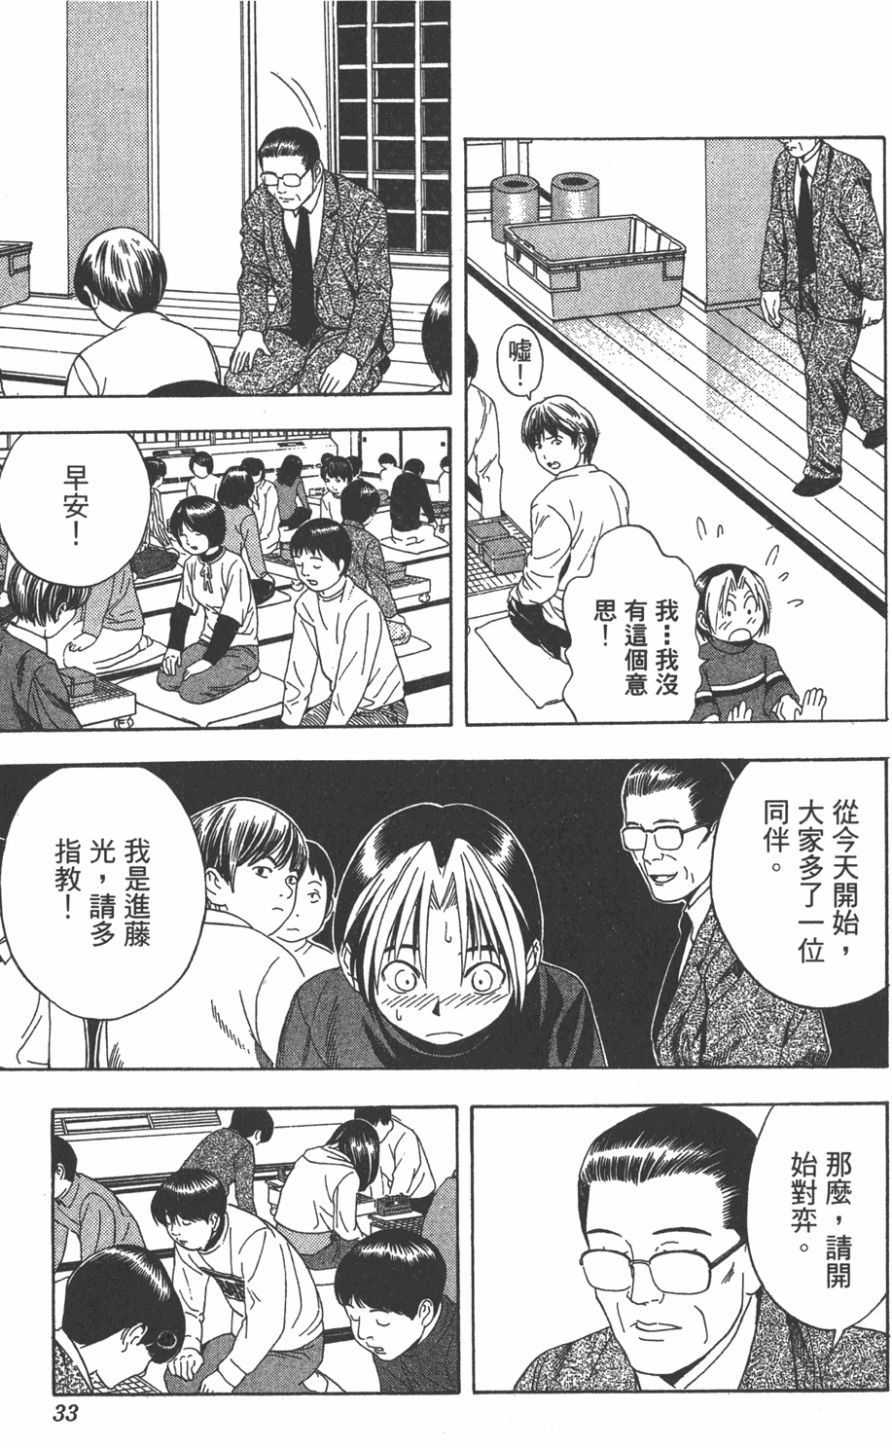 噓！
我…我沒
有這個意
思！
早安！
從今天開始，
大家多了一位
同伴。
我是進藤
光，請多
指教！
那麼，請開
始對弈。
33